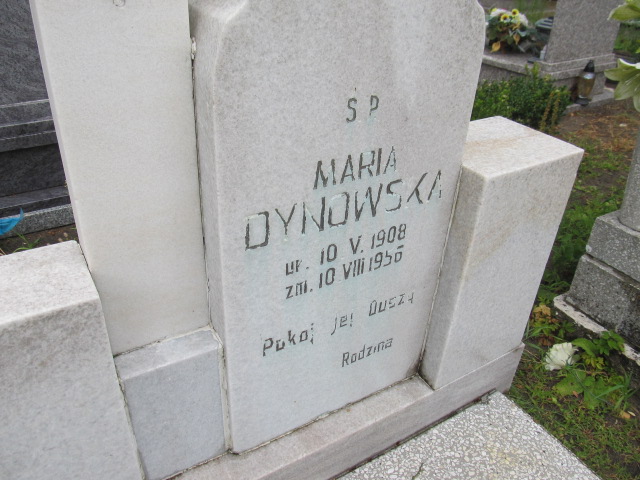 Ś P
MARIA
DYNOWSKA
ur. 10 V. 1908
zm. 10 VIII 1956
Pokój jej Duszy
Rodzina